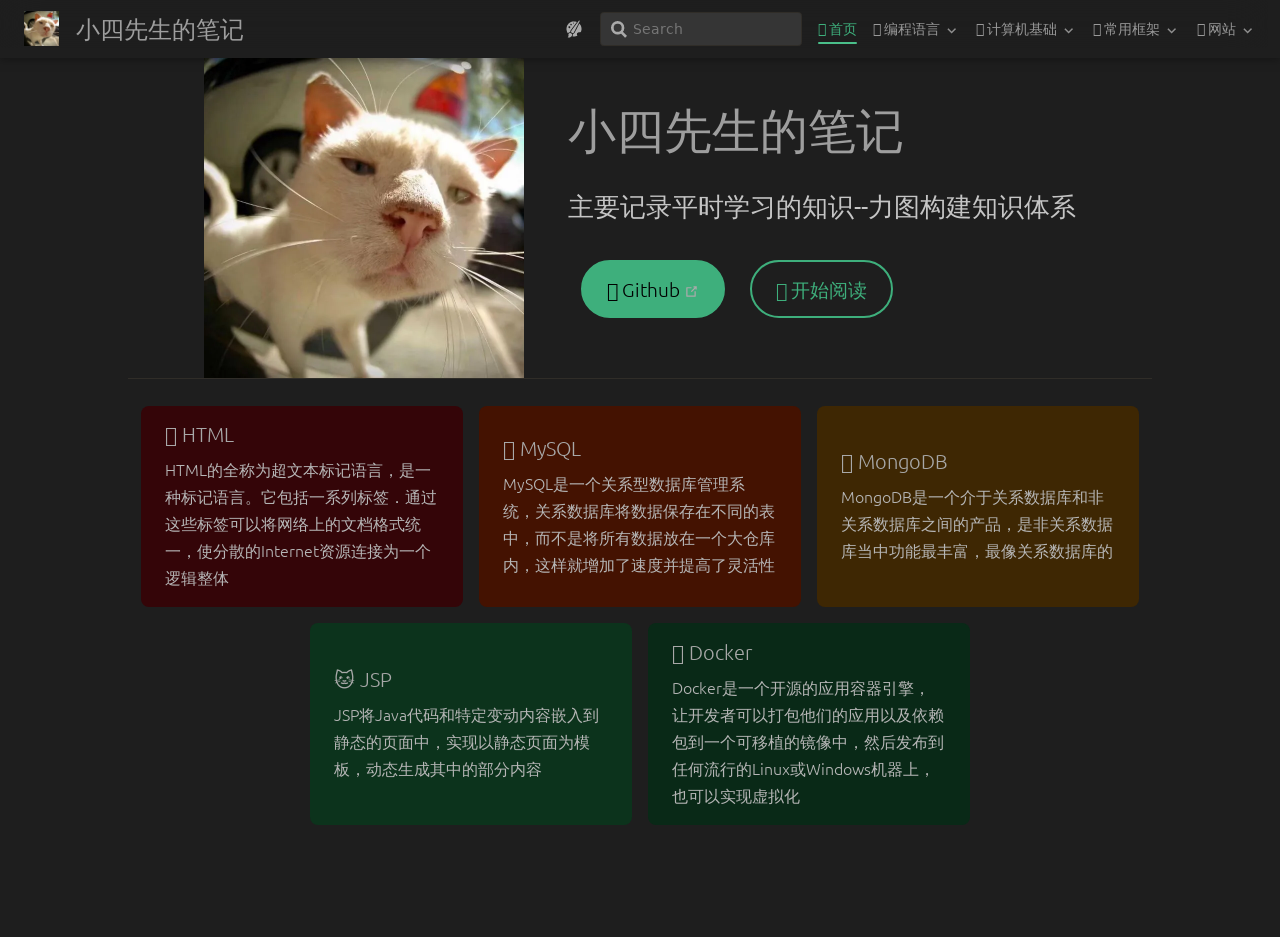 小四先生的笔记
Search
首页
编程语言
计算机基础
常用框架
网站
小四先生的笔记
主要记录平时学习的知识--力图构建知识体系
Github
开始阅读
HTML
HTML的全称为超文本标记语言，是一
种标记语言。它包括一系列标签．通过
这些标签可以将网络上的文档格式统
一，使分散的Internet资源连接为一个
逻辑整体
MySQL
MySQL是一个关系型数据库管理系
统，关系数据库将数据保存在不同的表
中，而不是将所有数据放在一个大仓库
内，这样就增加了速度并提高了灵活性
MongoDB
MongoDB是一个介于关系数据库和非
关系数据库之间的产品，是非关系数据
库当中功能最丰富，最像关系数据库的
JSP
JSP将Java代码和特定变动内容嵌入到
静态的页面中，实现以静态页面为模
板，动态生成其中的部分内容
Docker
Docker是一个开源的应用容器引擎，
让开发者可以打包他们的应用以及依赖
包到一个可移植的镜像中，然后发布到
任何流行的Linux或Windows机器上，
也可以实现虚拟化